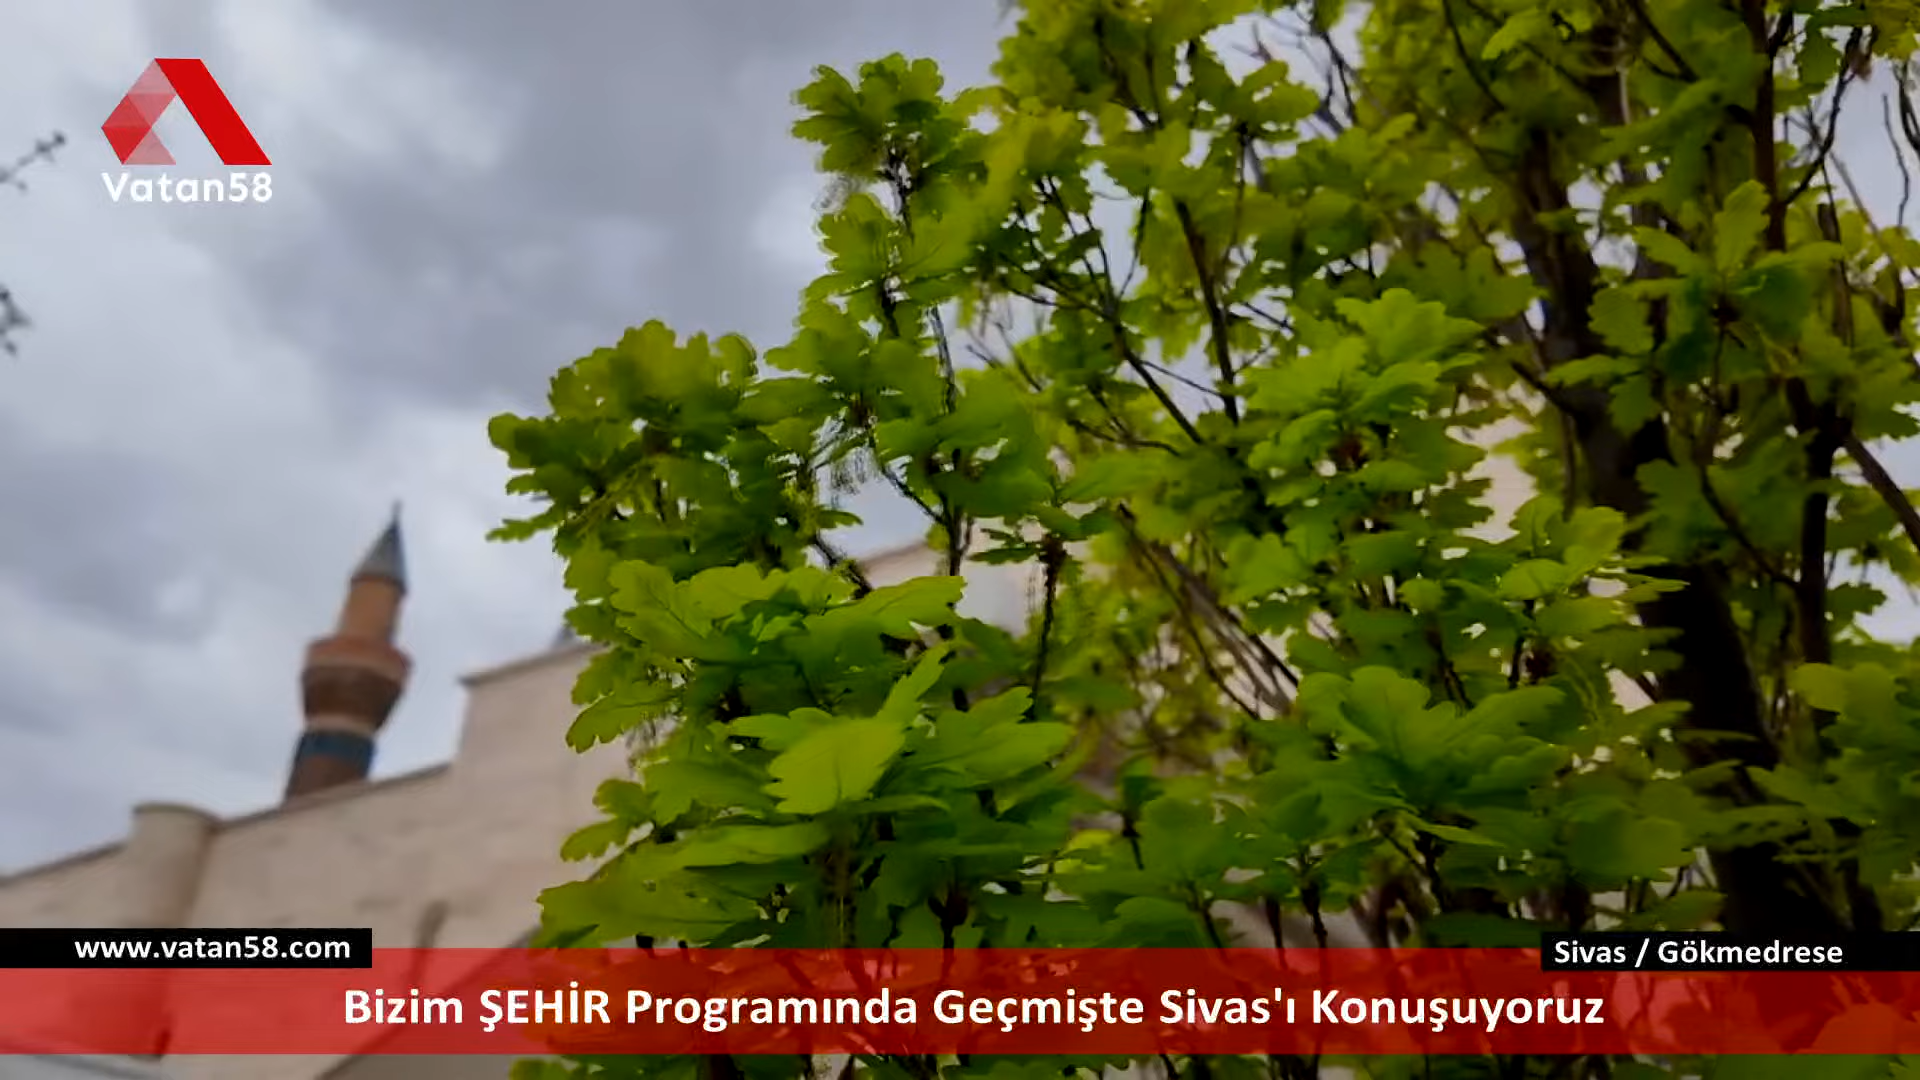 Vatan58
www.vatan58.com
Sivas / Gökmedrese
Bizim ŞEHİR Programında Geçmişte Sivas'ı Konuşuyoruz